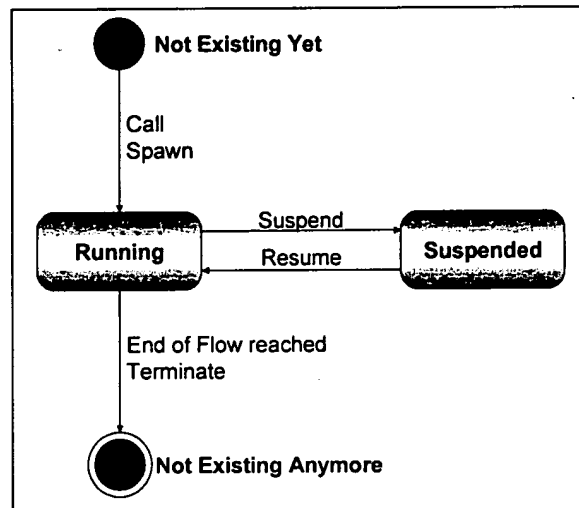 Not Existing Yet
Call
Spawn
Suspend
Running
Suspended
Resume
End of Flow reached
Terminate
Not Existing Anymore